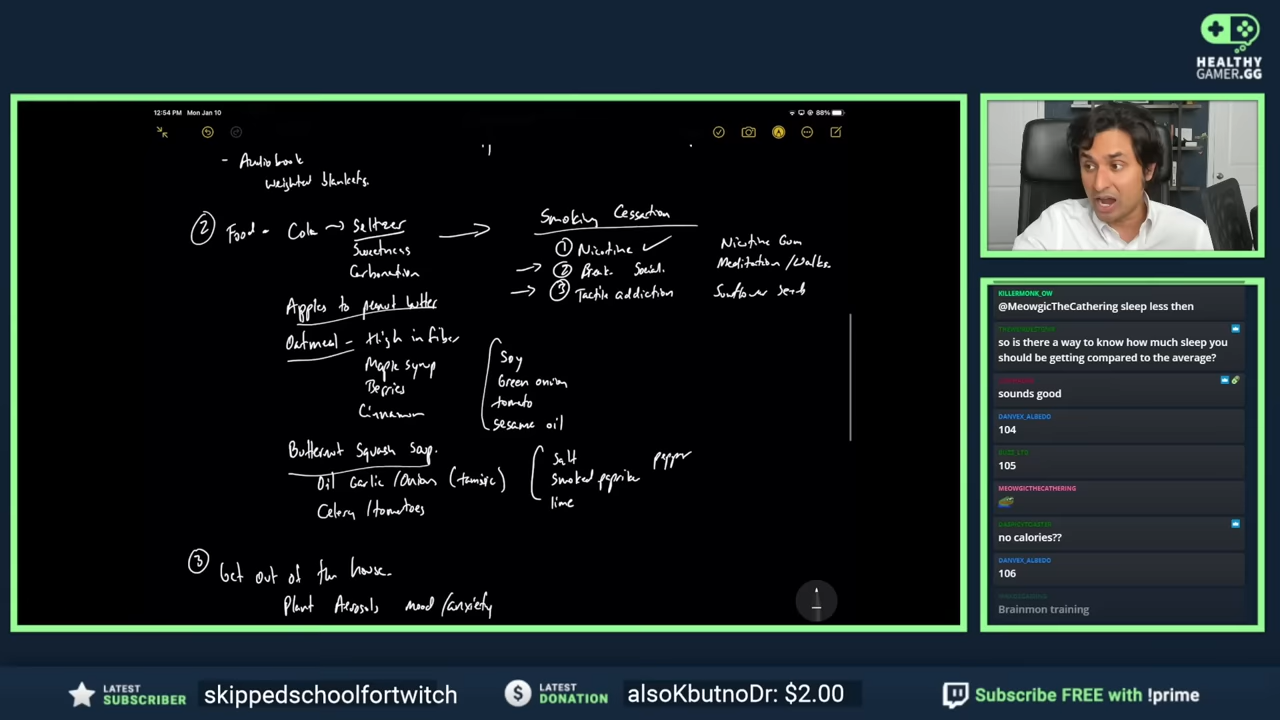 HEALTHY
GAMER.GG
12:54 PM Mon Jan 10
88%
- Audiobook
weighted blankets.
② Food - Cola → Seltzer
Sweetness
Carbonation
Smoking Cessation
① Nicotine ✓ Nicotine Gum
② Break. Social. Meditation/walks.
③ Tactile addiction Sunflower seeds
Apples to peanut butter
Oatmeal - High in fiber
Maple syrup
Berries
Cinnamon
Soy
Green onion
tomato
sesame oil
Butternut Squash Soup.
Oil Garlic/Onion
Celery/tomatoes
Salt pepper
Smoked paprika
lime
③ Get out of the house.
Plant Aerosols mood/anxiety
KILLERMONK_OW
@MeowgicTheCathering sleep less then
so is there a way to know how much sleep you
should be getting compared to the average?
sounds good
DANVEX_ALBEDO
104
105
MEOWGICTHECATHERING
no calories??
DANVEX_ALBEDO
106
Brainmon training
LATEST
SUBSCRIBER
skippedschoolfortwitch
LATEST
DONATION
alsoKbutnoDr: $2.00
Subscribe FREE with !prime